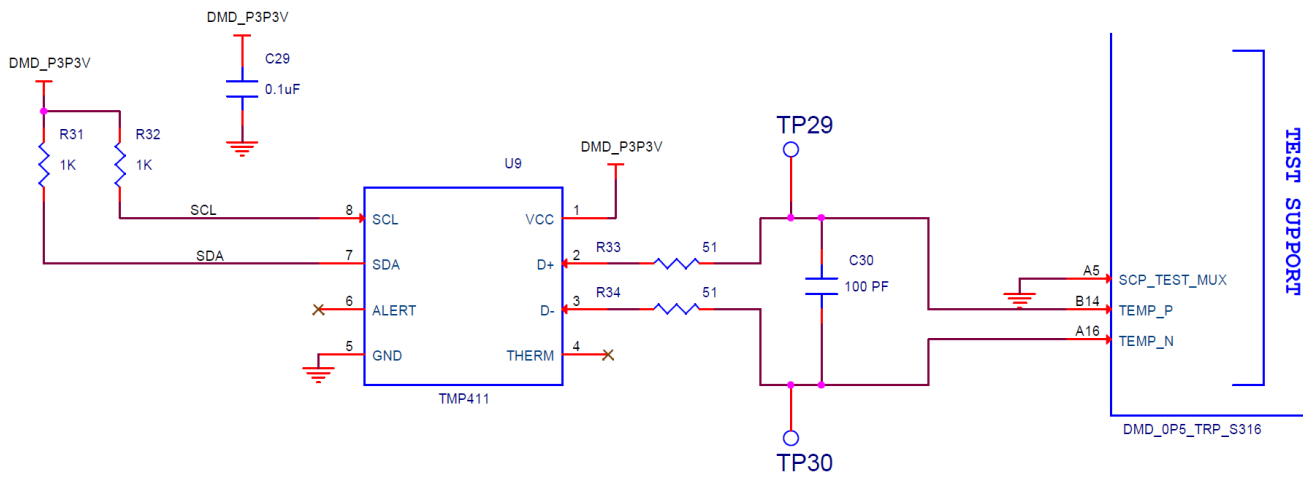 DMD_P3P3V
C29
0.1uF
DMD_P3P3V
R31
1K
R32
1K
SCL
SDA
U9
DMD_P3P3V
8
SCL
7
SDA
6
ALERT
5
GND
VCC
1
D+
2
D-
3
THERM
4
TMP411
R33
51
R34
51
TP29
C30
100 PF
TP30
A5
SCP_TEST_MUX
B14
TEMP_P
A16
TEMP_N
TEST SUPPORT
DMD_0P5_TRP_S316